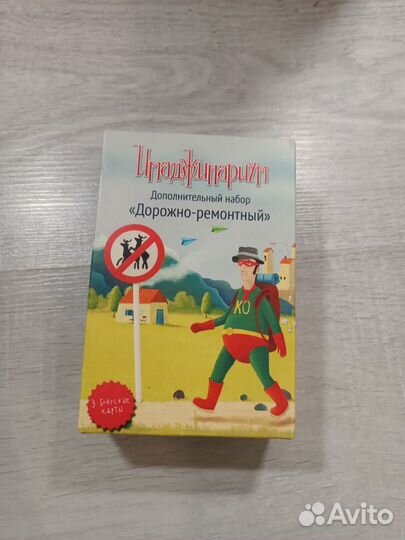 Имаджинариум
Дополнительный набор
«Дорожно-ремонтный»
КО
3 бонусные
карты
Avito